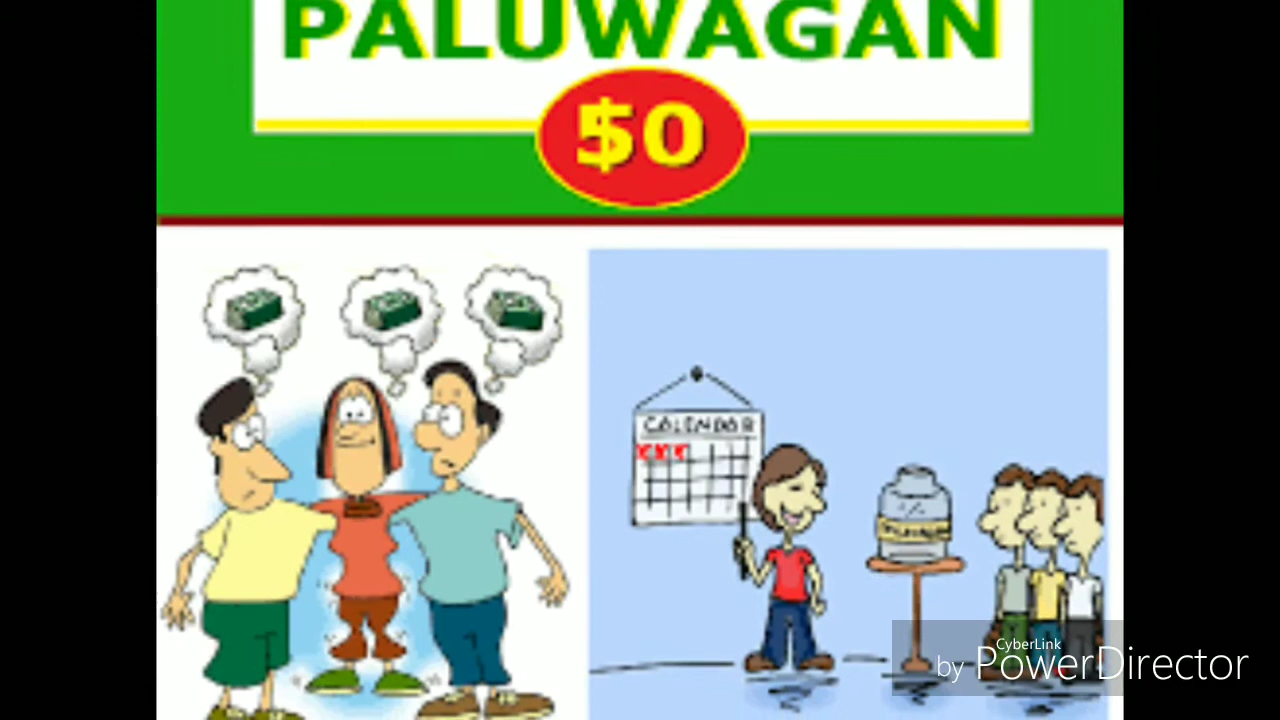 PALUWAGAN
$0
CALENDAR
CyberLink
by PowerDirector